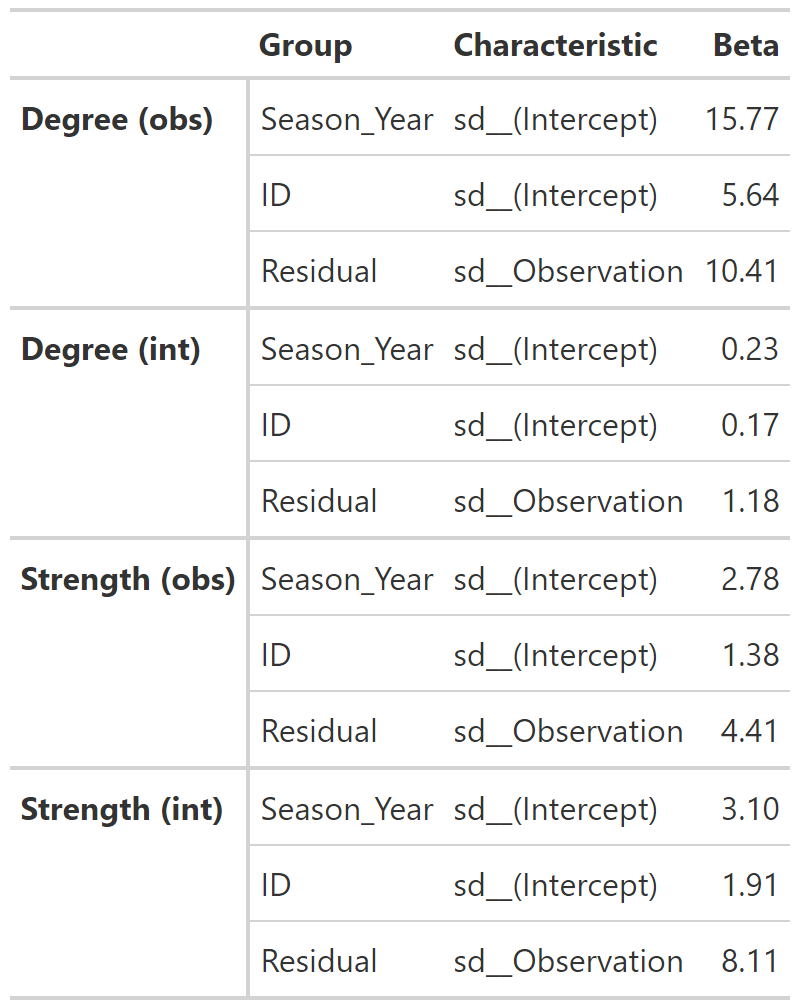 Group Characteristic Beta
Degree (obs) Season_Year sd__(Intercept) 15.77
ID sd__(Intercept) 5.64
Residual sd__Observation 10.41
Degree (int) Season_Year sd__(Intercept) 0.23
ID sd__(Intercept) 0.17
Residual sd__Observation 1.18
Strength (obs) Season_Year sd__(Intercept) 2.78
ID sd__(Intercept) 1.38
Residual sd__Observation 4.41
Strength (int) Season_Year sd__(Intercept) 3.10
ID sd__(Intercept) 1.91
Residual sd__Observation 8.11